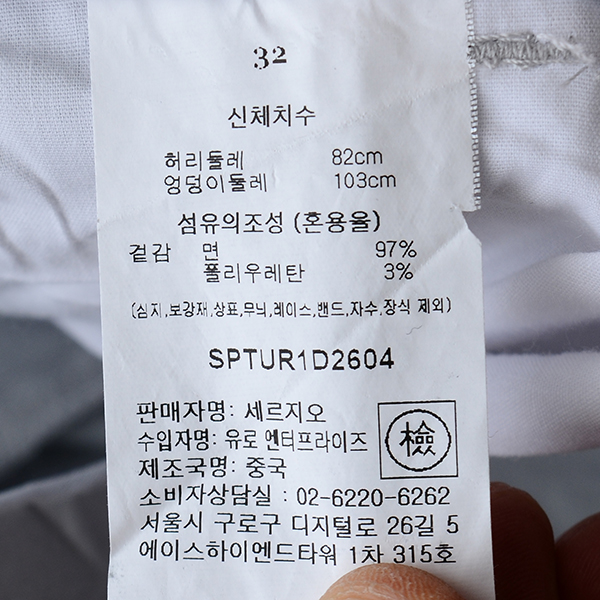 32
신체치수
허리둘레 82cm
엉덩이둘레 103cm
섬유의조성 (혼용율)
겉감 면 97%
폴리우레탄 3%
(심지,보강재,상표,무늬,레이스,밴드,자수,장식 제외)
SPTUR1D2604
판매자명: 세르지오
수입자명: 유로 엔터프라이즈
檢
제조국명: 중국
소비자상담실 : 02-6220-6262
서울시 구로구 디지털로 26길 5
에이스하이엔드타워 1차 315호